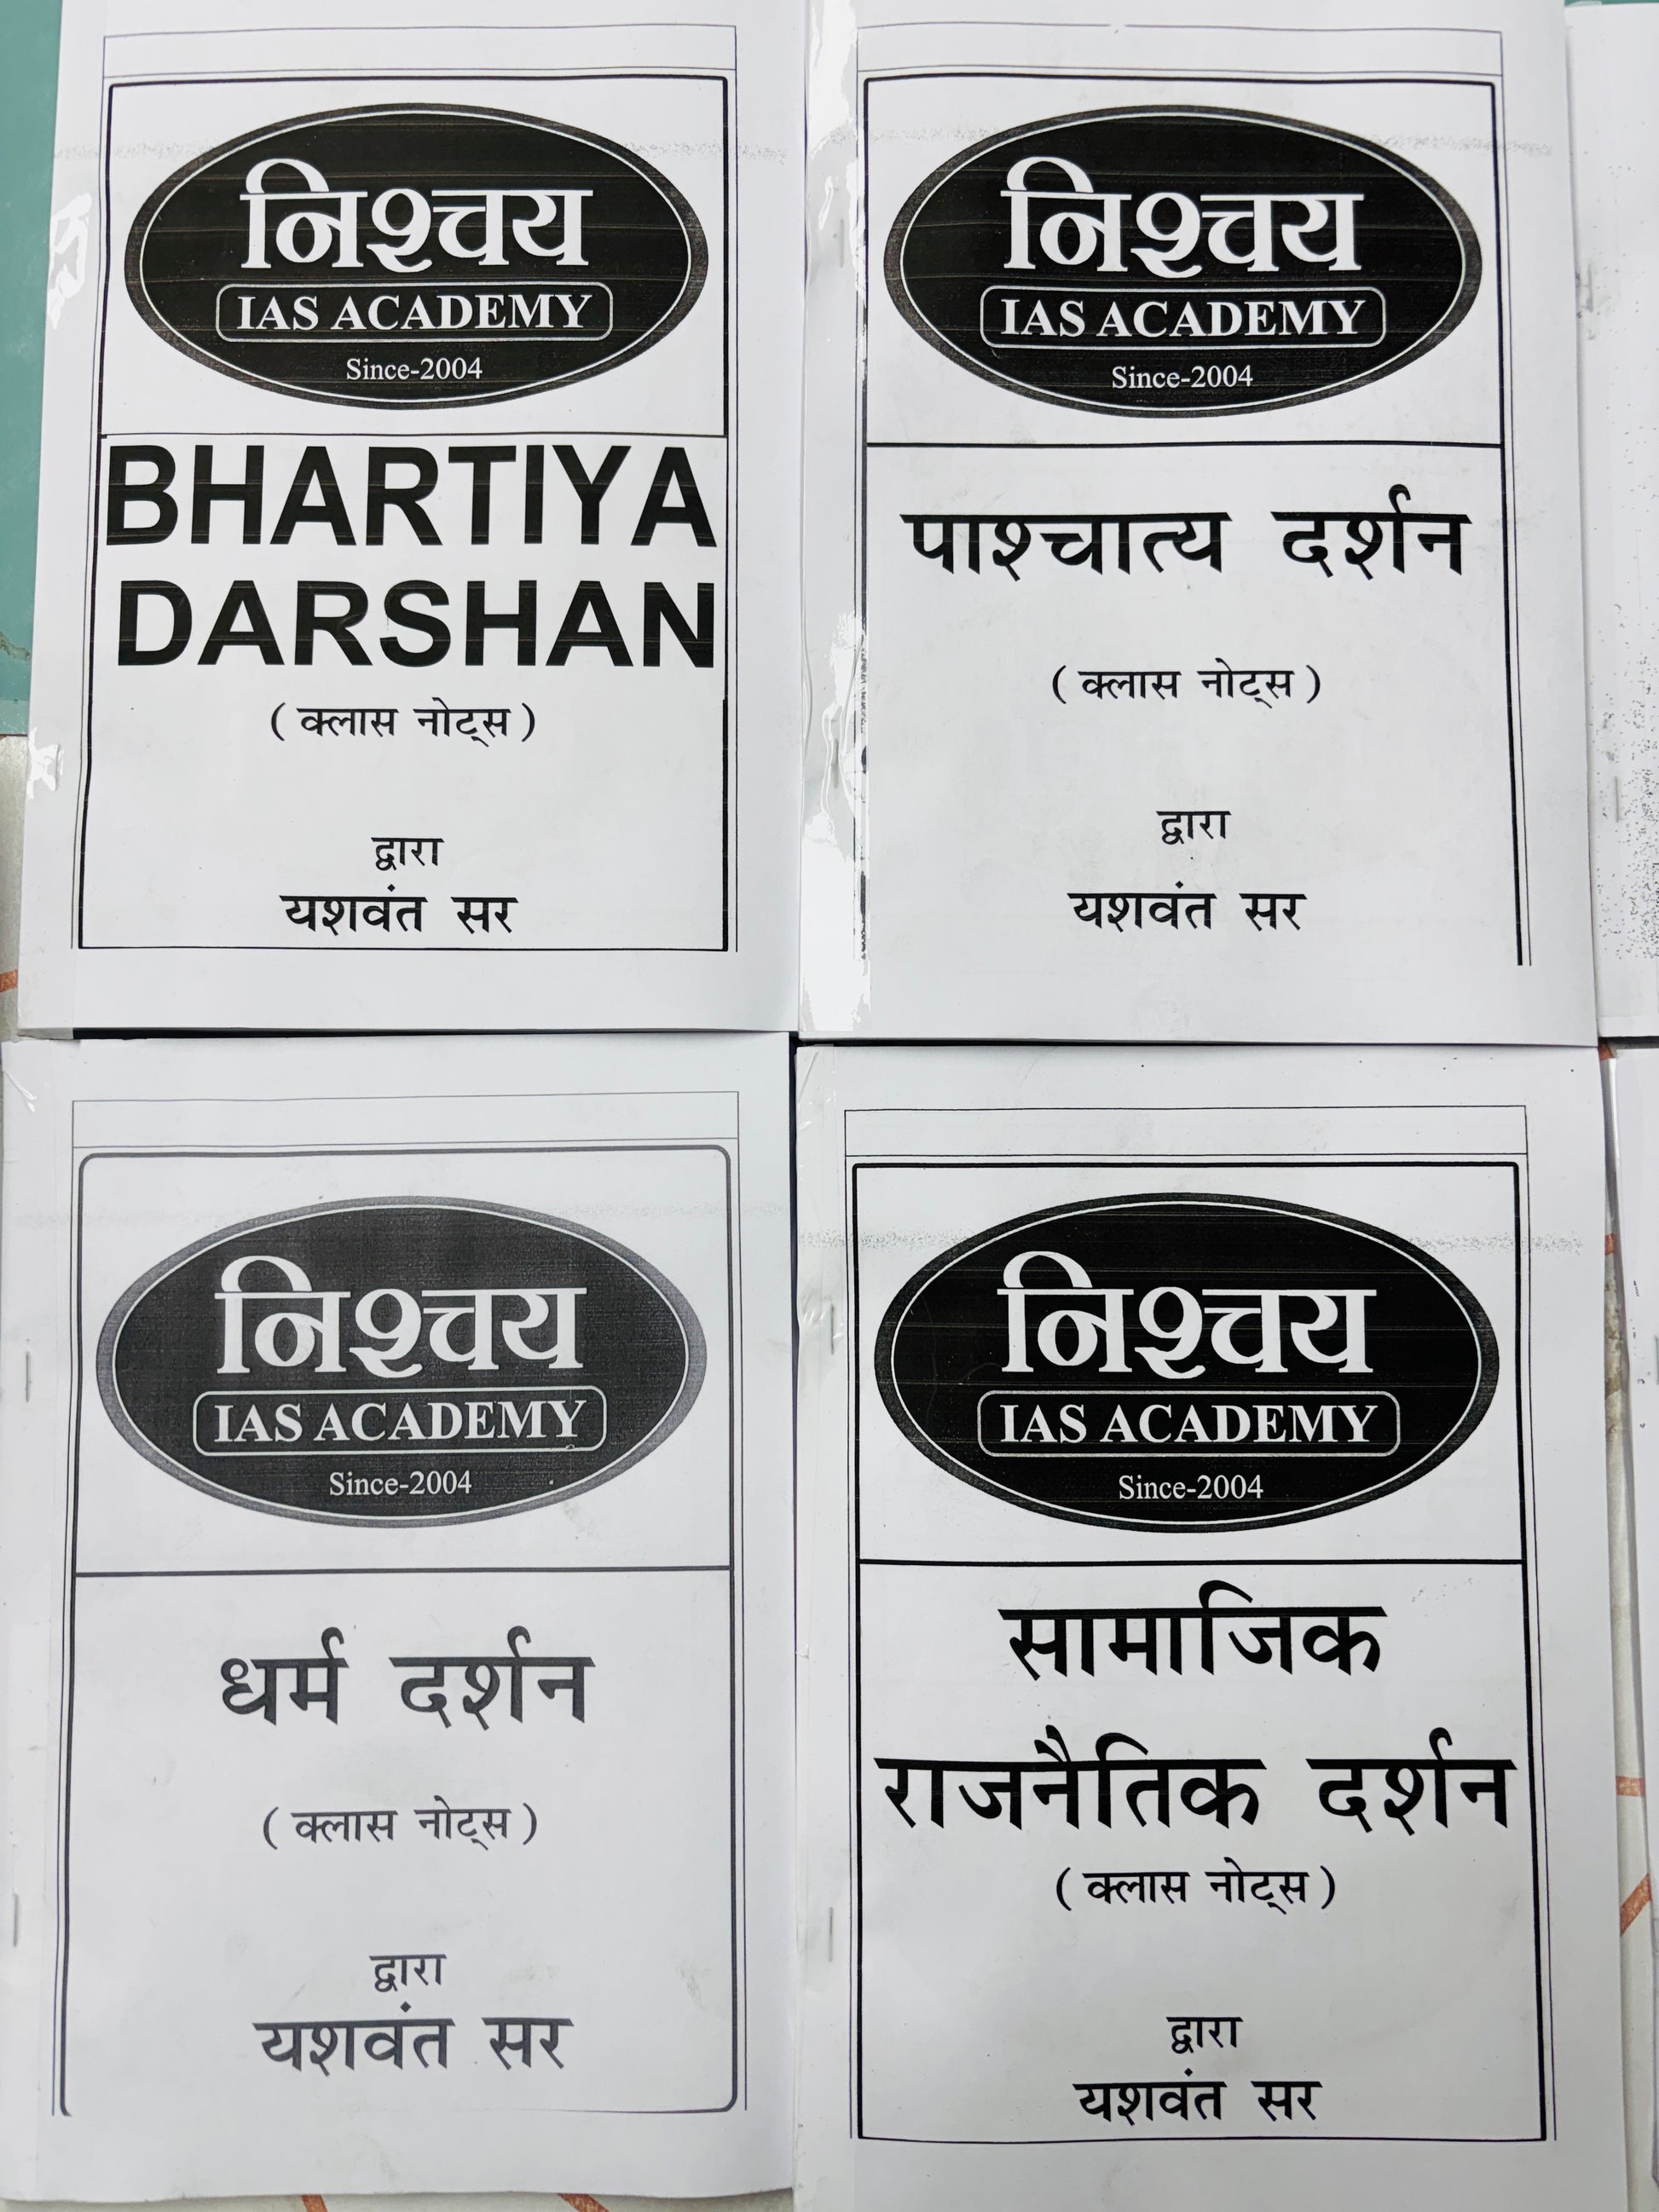 निश्चय
IAS ACADEMY
Since-2004
BHARTIYA
DARSHAN
( क्लास नोट्स )
द्वारा
यशवंत सर
निश्चय
IAS ACADEMY
Since-2004
पाश्चात्य दर्शन
( क्लास नोट्स )
द्वारा
यशवंत सर
निश्चय
IAS ACADEMY
Since-2004
धर्म दर्शन
( क्लास नोट्स )
द्वारा
यशवंत सर
निश्चय
IAS ACADEMY
Since-2004
सामाजिक
राजनैतिक दर्शन
( क्लास नोट्स )
द्वारा
यशवंत सर